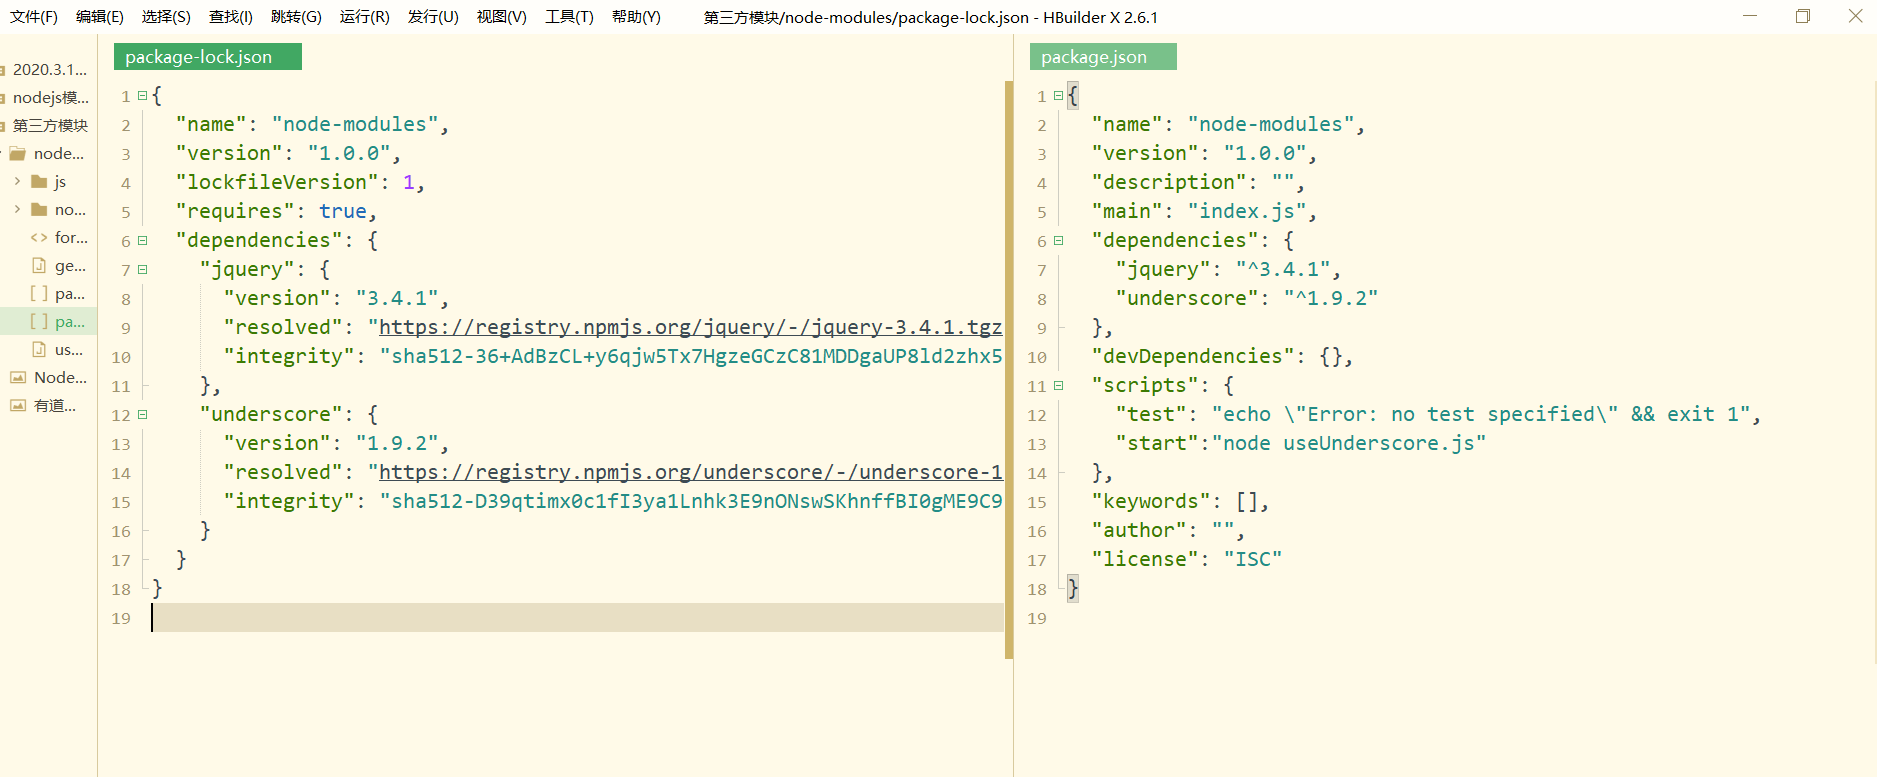 文件(F) 编辑(E) 选择(S) 查找(I) 跳转(G) 运行(R) 发行(U) 视图(V) 工具(T) 帮助(Y) 第三方模块/node-modules/package-lock.json - HBuilder X 2.6.1
2020.3.1...
nodejs模...
第三方模块
node...
js
no...
for...
ge...
pa...
pa...
us...
Node...
有道...
package-lock.json
1 {
2 "name": "node-modules",
3 "version": "1.0.0",
4 "lockfileVersion": 1,
5 "requires": true,
6 "dependencies": {
7 "jquery": {
8 "version": "3.4.1",
9 "resolved": "https://registry.npmjs.org/jquery/-/jquery-3.4.1.tgz
10 "integrity": "sha512-36+AdBzCL+y6qjw5Tx7HgzeGCzC81MDDgaUP8ld2zhx5
11 },
12 "underscore": {
13 "version": "1.9.2",
14 "resolved": "https://registry.npmjs.org/underscore/-/underscore-1
15 "integrity": "sha512-D39qtimx0c1fI3ya1Lnhk3E9nONswSKhnffBI0gME9C9
16 }
17 }
18 }
19
package.json
1 {
2 "name": "node-modules",
3 "version": "1.0.0",
4 "description": "",
5 "main": "index.js",
6 "dependencies": {
7 "jquery": "^3.4.1",
8 "underscore": "^1.9.2"
9 },
10 "devDependencies": {},
11 "scripts": {
12 "test": "echo \"Error: no test specified\" && exit 1",
13 "start":"node useUnderscore.js"
14 },
15 "keywords": [],
16 "author": "",
17 "license": "ISC"
18 }
19